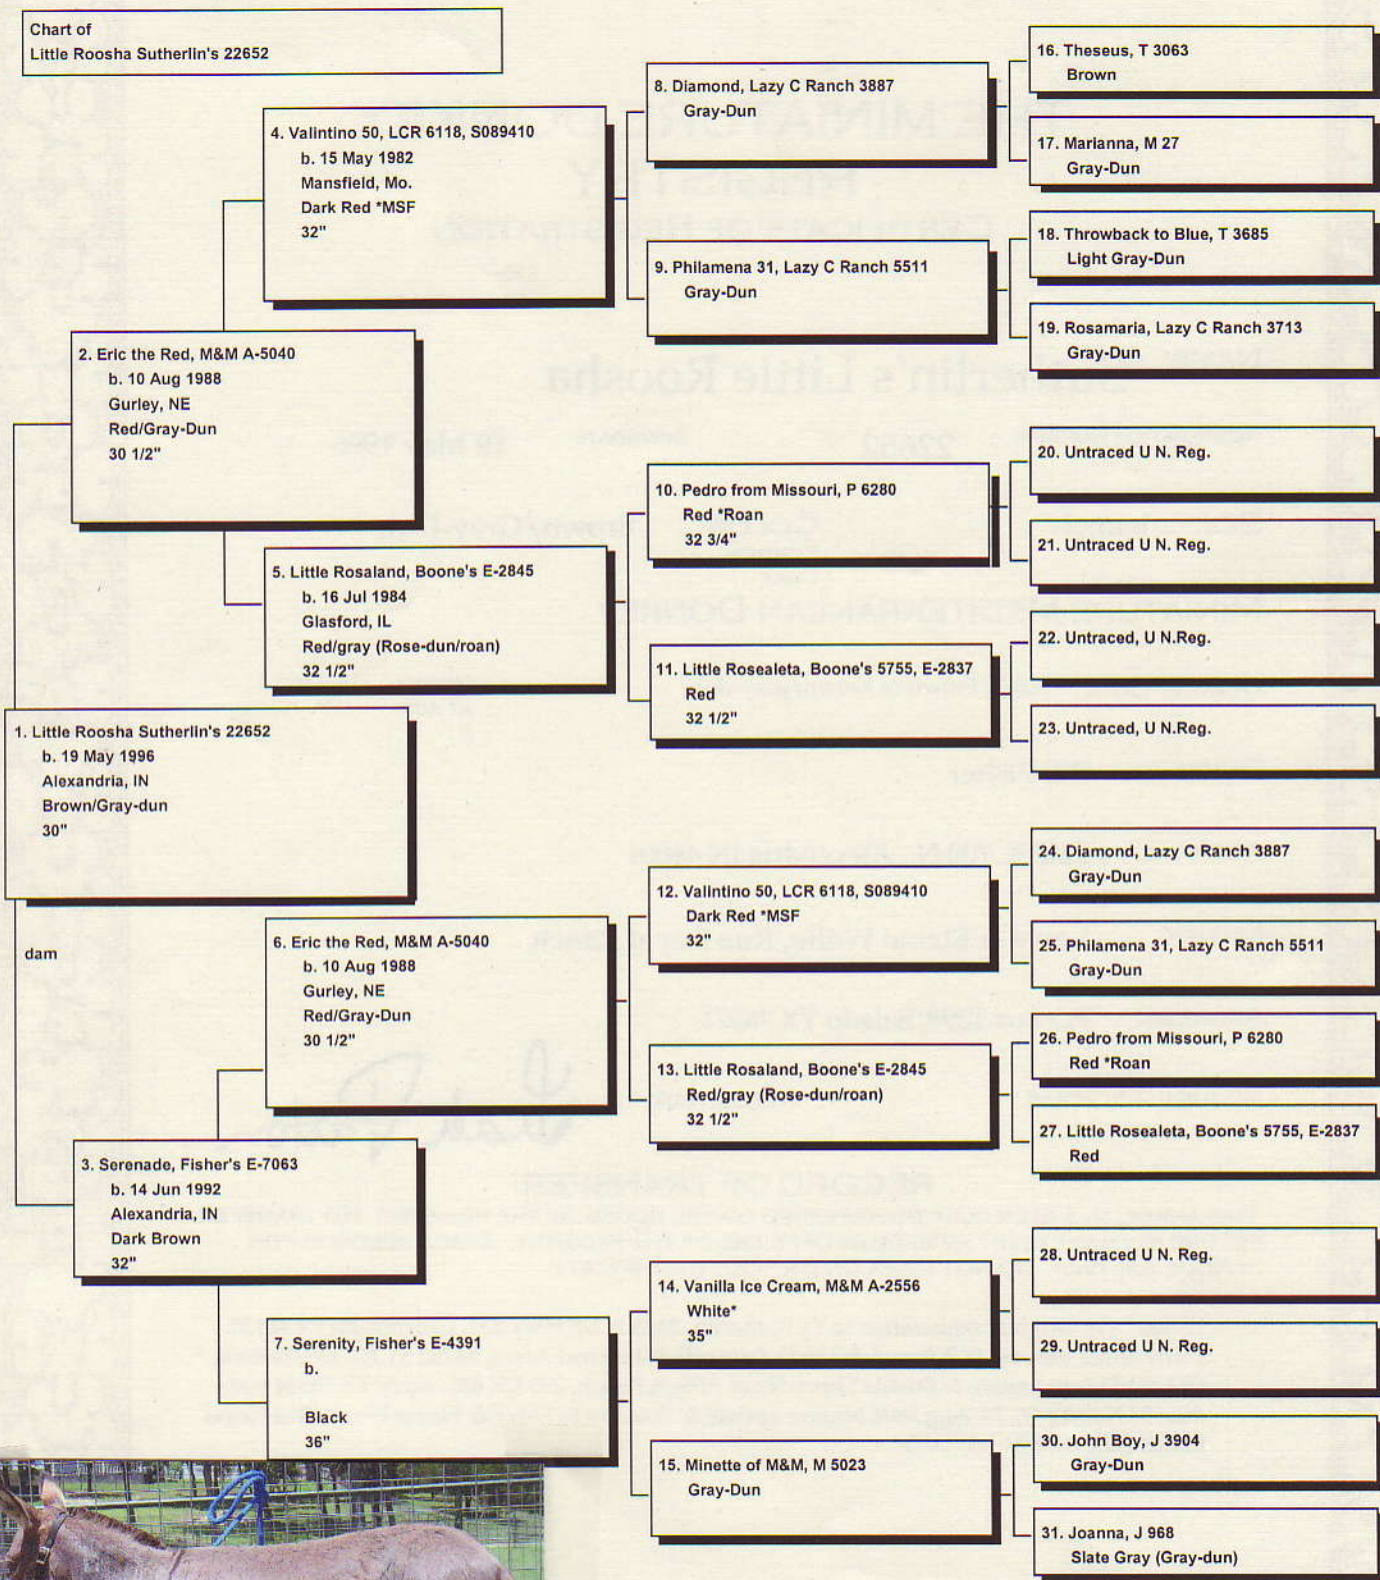 Chart of
Little Roosha Sutherlin's 22652
1. Little Roosha Sutherlin's 22652
b. 19 May 1996
Alexandria, IN
Brown/Gray-dun
30"
dam
2. Eric the Red, M&M A-5040
b. 10 Aug 1988
Gurley, NE
Red/Gray-Dun
30 1/2"
3. Serenade, Fisher's E-7063
b. 14 Jun 1992
Alexandria, IN
Dark Brown
32"
4. Valintino 50, LCR 6118, S089410
b. 15 May 1982
Mansfield, Mo.
Dark Red *MSF
32"
5. Little Rosaland, Boone's E-2845
b. 16 Jul 1984
Glasford, IL
Red/gray (Rose-dun/roan)
32 1/2"
6. Eric the Red, M&M A-5040
b. 10 Aug 1988
Gurley, NE
Red/Gray-Dun
30 1/2"
7. Serenity, Fisher's E-4391
b.
Black
36"
8. Diamond, Lazy C Ranch 3887
Gray-Dun
9. Philamena 31, Lazy C Ranch 5511
Gray-Dun
10. Pedro from Missouri, P 6280
Red *Roan
32 3/4"
11. Little Rosealeta, Boone's 5755, E-2837
Red
32 1/2"
12. Valintino 50, LCR 6118, S089410
Dark Red *MSF
32"
13. Little Rosaland, Boone's E-2845
Red/gray (Rose-dun/roan)
32 1/2"
14. Vanilla Ice Cream, M&M A-2556
White*
35"
15. Minette of M&M, M 5023
Gray-Dun
16. Theseus, T 3063
Brown
17. Marianna, M 27
Gray-Dun
18. Throwback to Blue, T 3685
Light Gray-Dun
19. Rosamaria, Lazy C Ranch 3713
Gray-Dun
20. Untraced U N. Reg.
21. Untraced U N. Reg.
22. Untraced, U N.Reg.
23. Untraced, U N.Reg.
24. Diamond, Lazy C Ranch 3887
Gray-Dun
25. Philamena 31, Lazy C Ranch 5511
Gray-Dun
26. Pedro from Missouri, P 6280
Red *Roan
27. Little Rosealeta, Boone's 5755, E-2837
Red
28. Untraced U N. Reg.
29. Untraced U N. Reg.
30. John Boy, J 3904
Gray-Dun
31. Joanna, J 968
Slate Gray (Gray-dun)